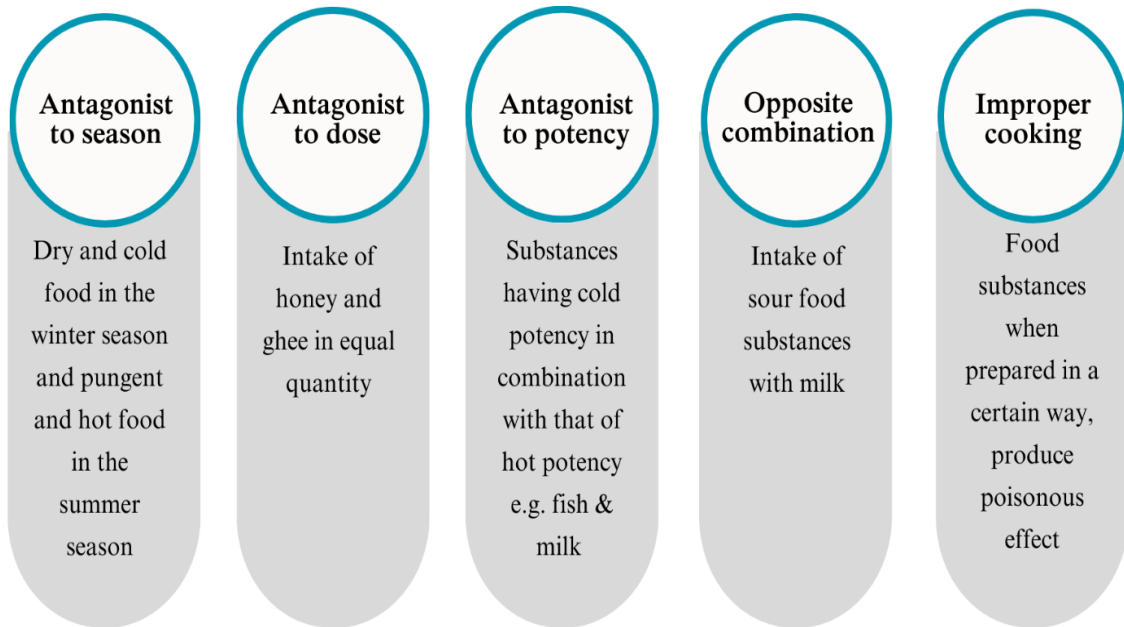 Antagonist
to season
Dry and cold
food in the
winter season
and pungent
and hot food
in the
summer
season
Antagonist
to dose
Intake of
honey and
ghee in equal
quantity
Antagonist
to potency
Substances
having cold
potency in
combination
with that of
hot potency
e.g. fish &
milk
Opposite
combination
Intake of
sour food
substances
with milk
Improper
cooking
Food
substances
when
prepared in a
certain way,
produce
poisonous
effect